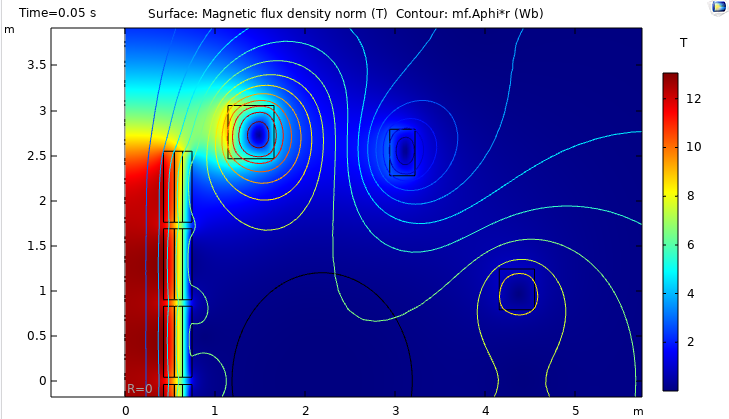 Time=0.05 s Surface: Magnetic flux density norm (T) Contour: mf.Aphi*r (Wb)
m
T
3.5
3
2.5
2
1.5
1
0.5
0
R=0
0 1 2 3 4 5 m
12
10
8
6
4
2